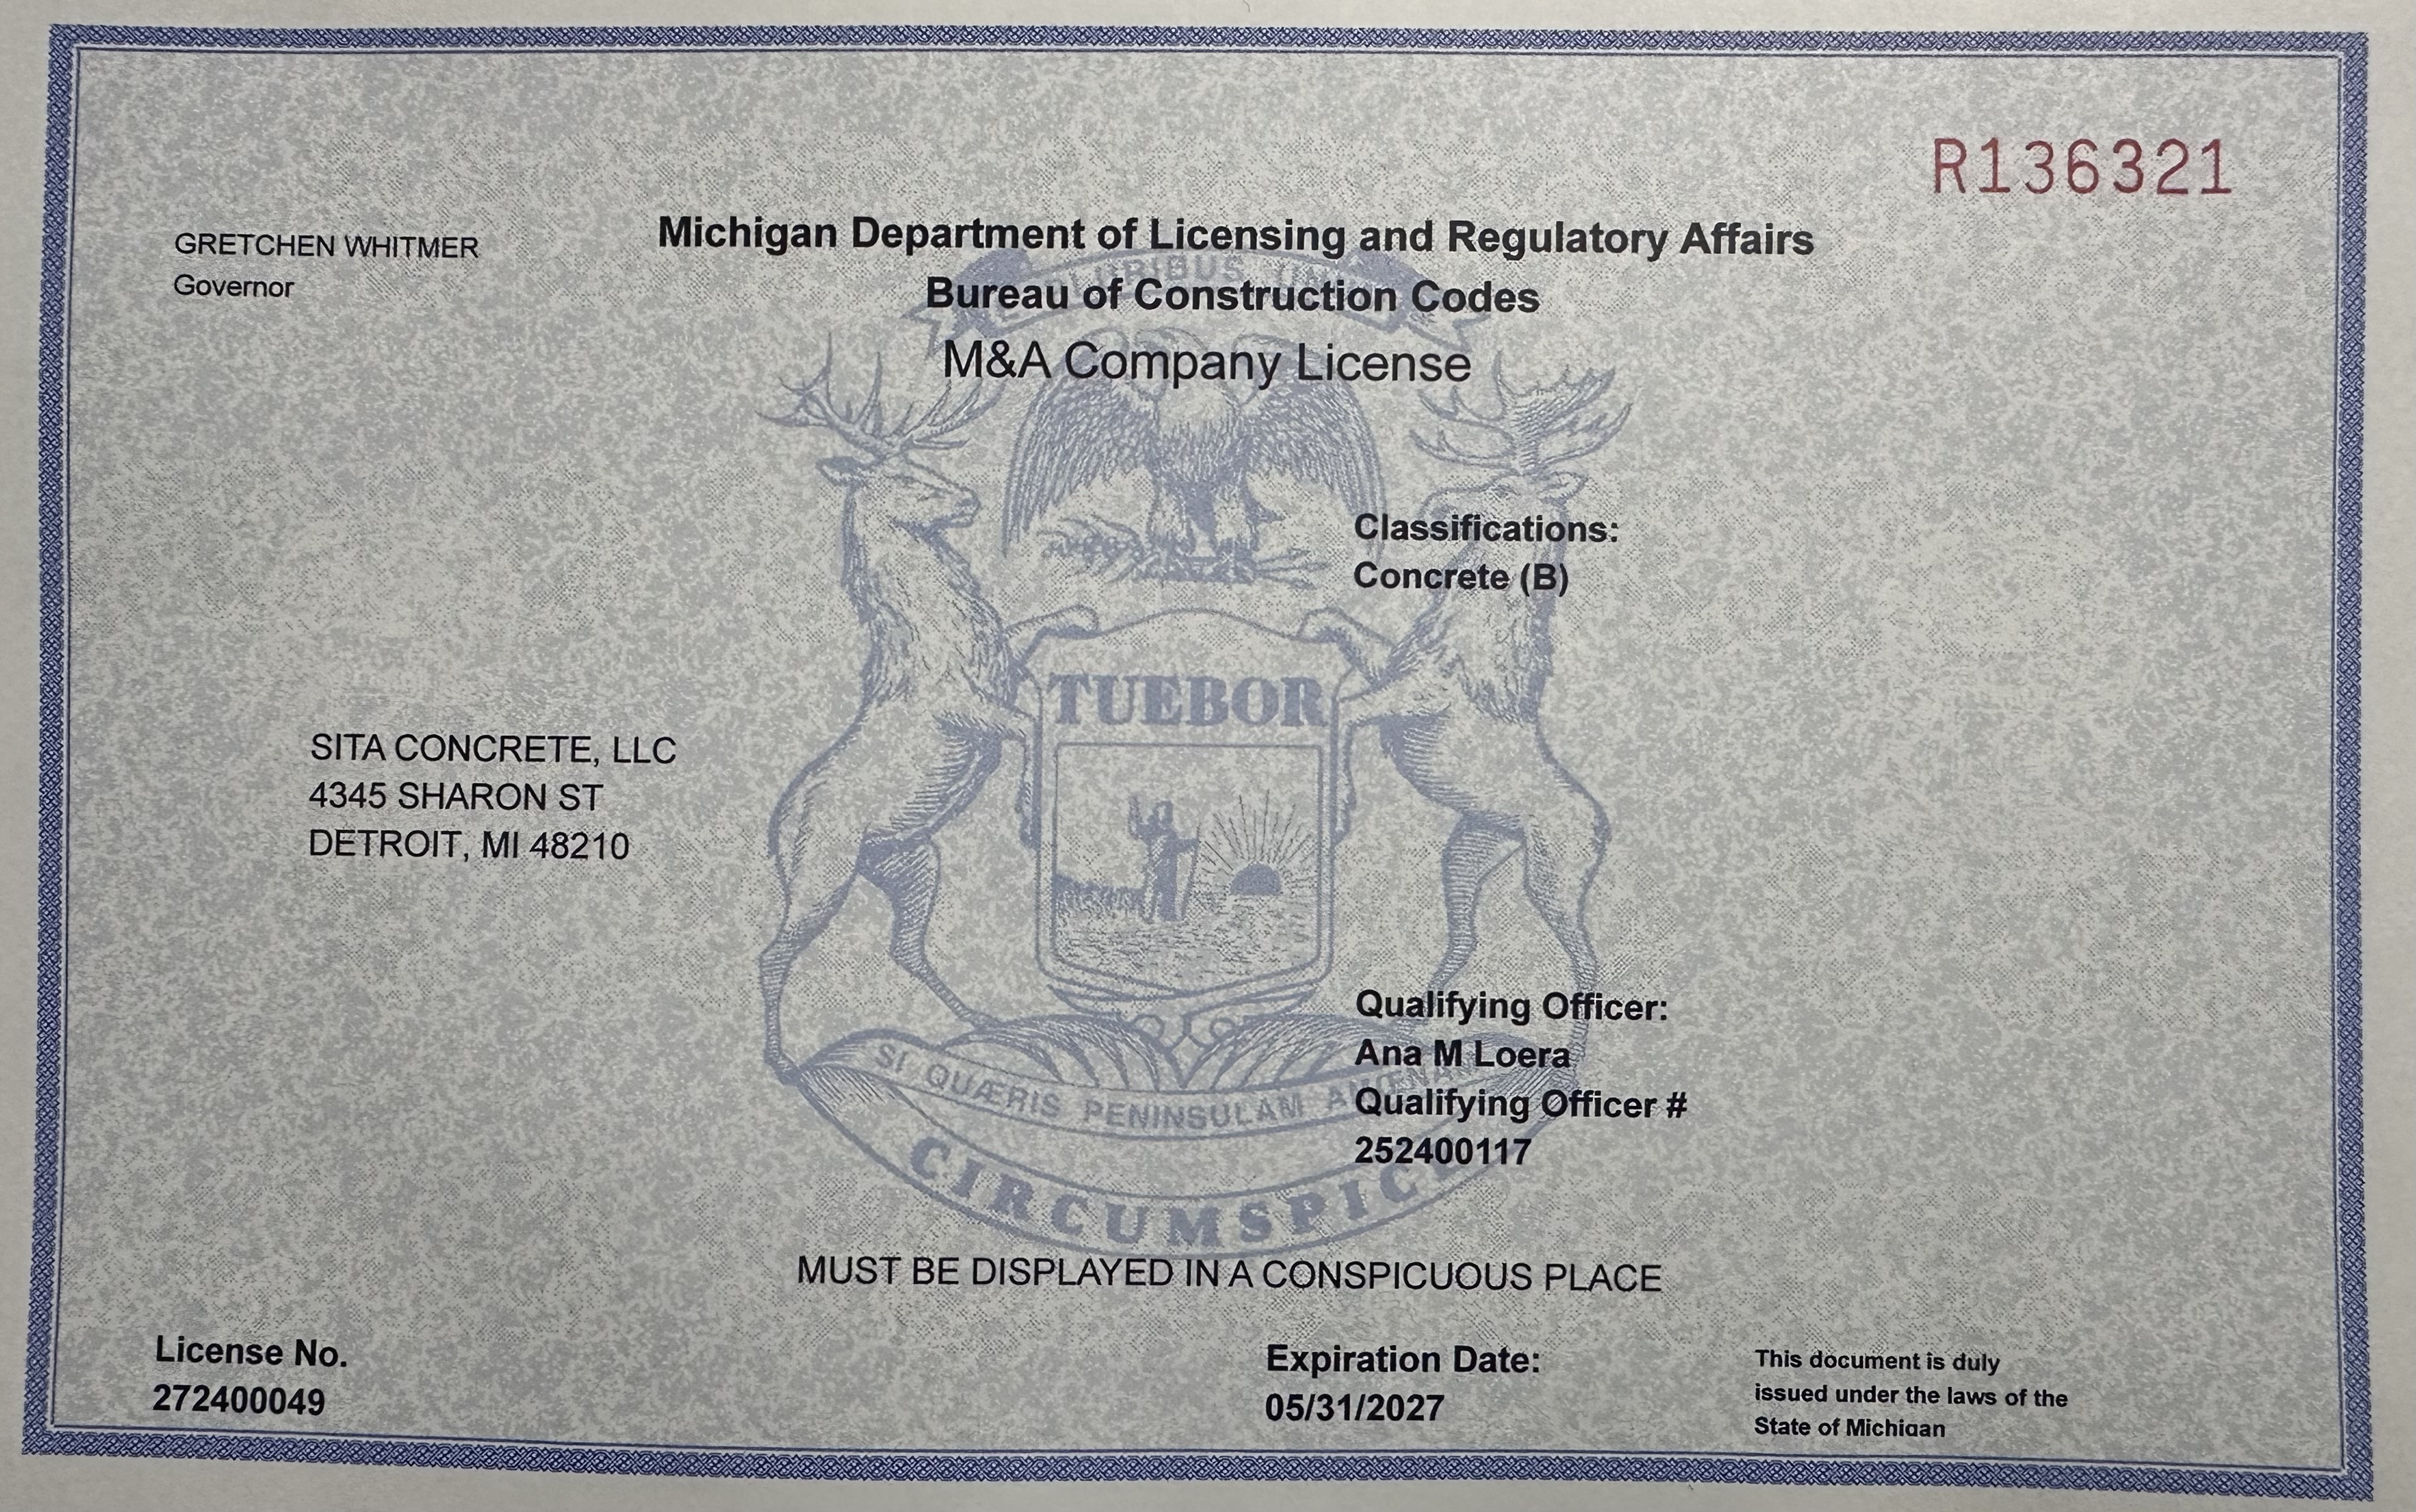 R136321
GRETCHEN WHITMER
Governor
Michigan Department of Licensing and Regulatory Affairs
Bureau of Construction Codes
M&A Company License
Classifications:
Concrete (B)
TUEBOR
SITA CONCRETE, LLC
4345 SHARON ST
DETROIT, MI 48210
Qualifying Officer:
Ana M Loera
Qualifying Officer #
252400117
SI QUÆRIS PENINSULAM
CIRCUMSPICE
MUST BE DISPLAYED IN A CONSPICUOUS PLACE
License No.
272400049
Expiration Date:
05/31/2027
This document is duly
issued under the laws of the
State of Michigan